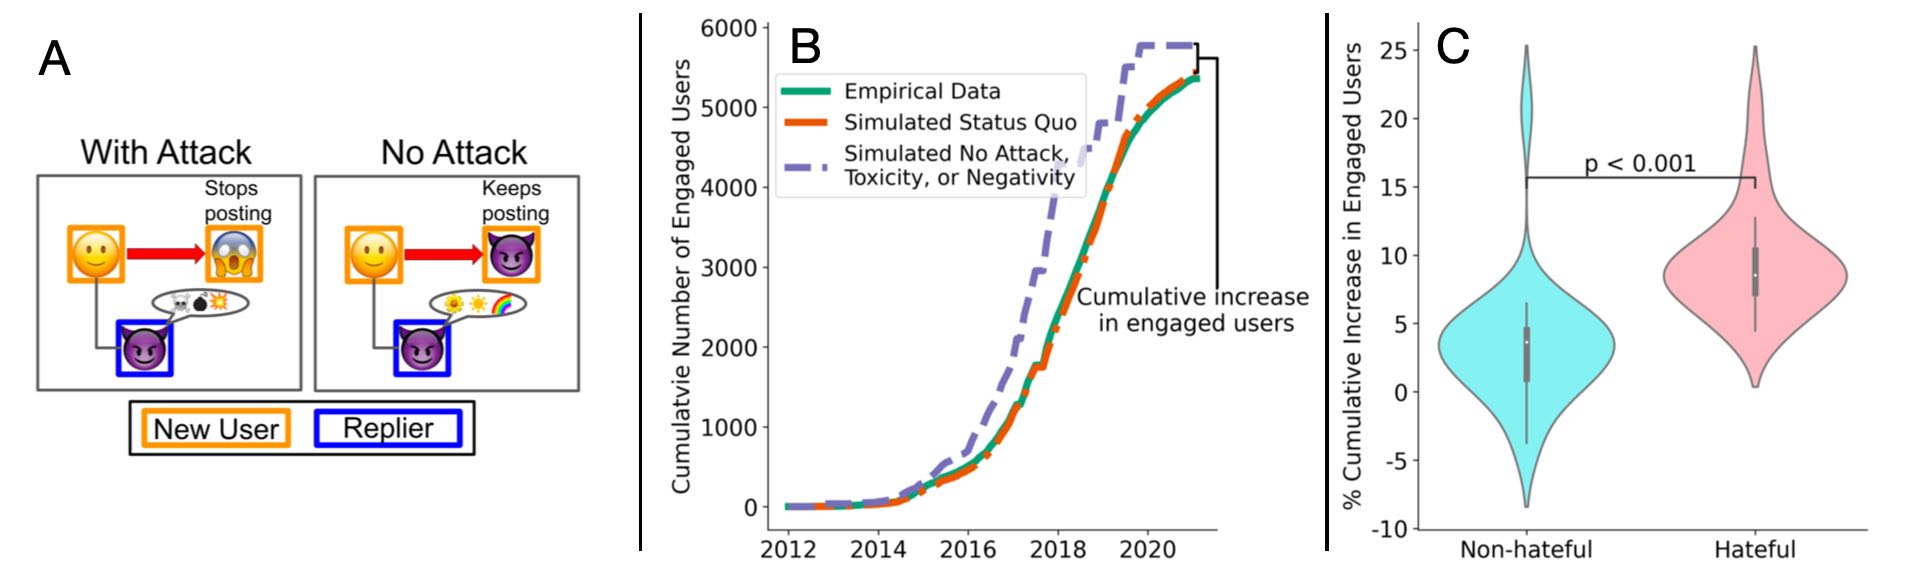 A
With Attack
No Attack
Stops
posting
Keeps
posting
New User
Replier
B
Cumulatvie Number of Engaged Users
6000
5000
4000
3000
2000
1000
0
Empirical Data
Simulated Status Quo
Simulated No Attack,
Toxicity, or Negativity
Cumulative increase
in engaged users
2012
2014
2016
2018
2020
C
% Cumulative Increase in Engaged Users
25
20
15
10
5
0
-5
-10
p < 0.001
Non-hateful
Hateful